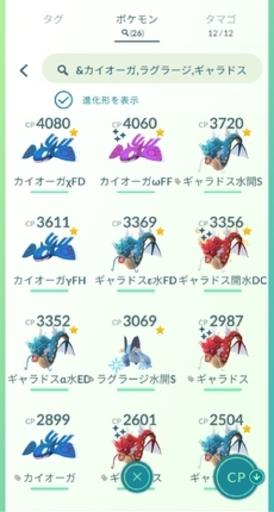 タグ ポケモン タマゴ
(26) 12/12
&カイオーガ,ラグラージ,ギャラドス
進化形を表示
CP4080 CP4060 CP3720
カイオーガχFD カイオーガωFF ギャラドス水開S
CP3611 CP3369 CP3356
カイオーガγFH ギャラドスε水FD ギャラドス開水DC
CP3352 CP3069 CP2987
ギャラドスα水ED ラグラージ水開S ギャラドス
CP2899 CP2601 CP2504
カイオーガ
CP